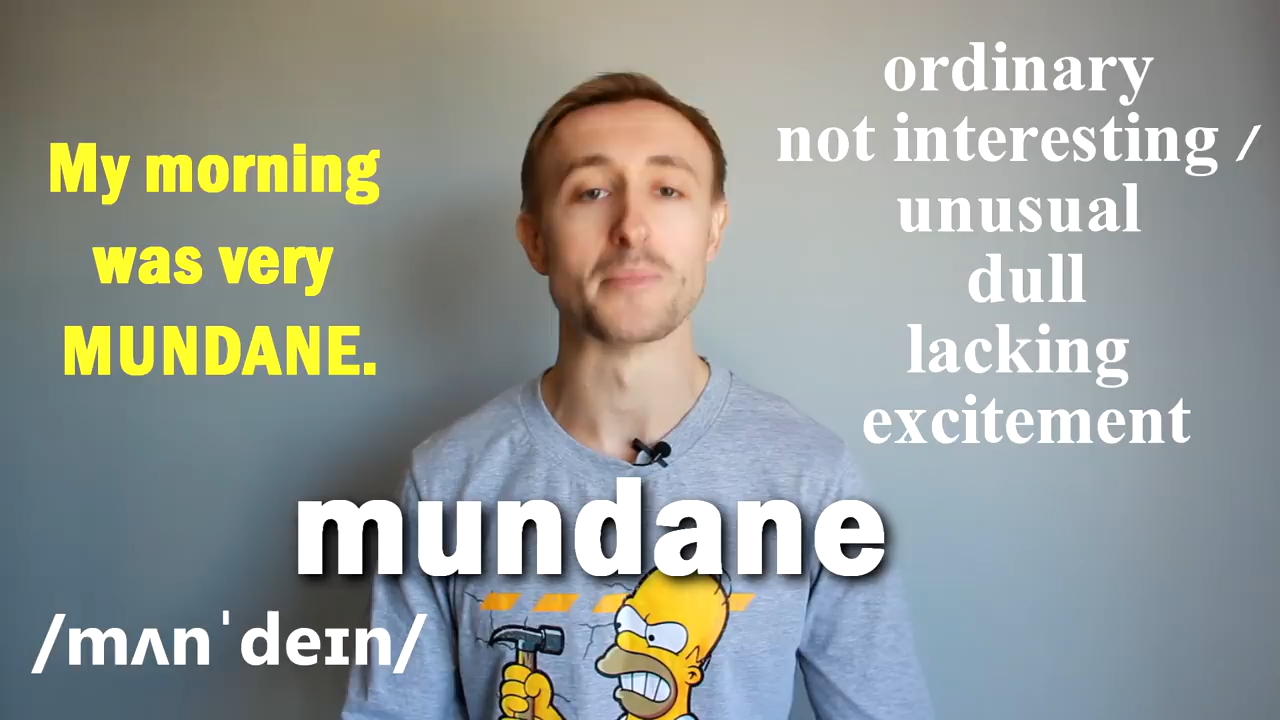 My morning
was very
MUNDANE.
ordinary
not interesting /
unusual
dull
lacking
excitement
mundane
/mʌnˈdeɪn/